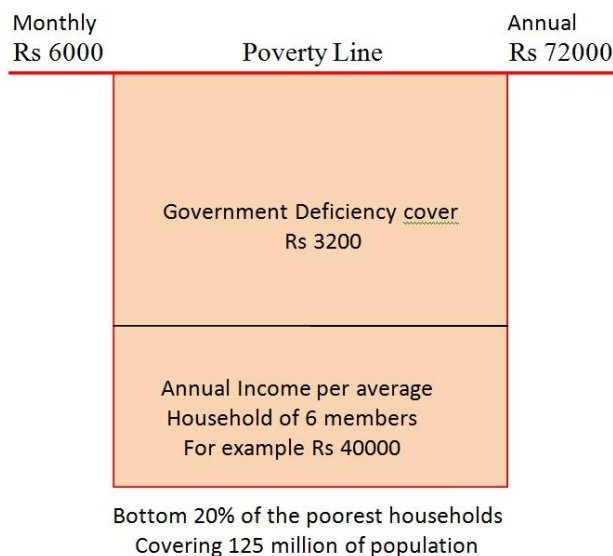 Monthly
Annual
Rs 6000
Poverty Line
Rs 72000
Government Deficiency cover
Rs 3200
Annual Income per average
Household of 6 members
For example Rs 40000
Bottom 20% of the poorest households
Covering 125 million of population